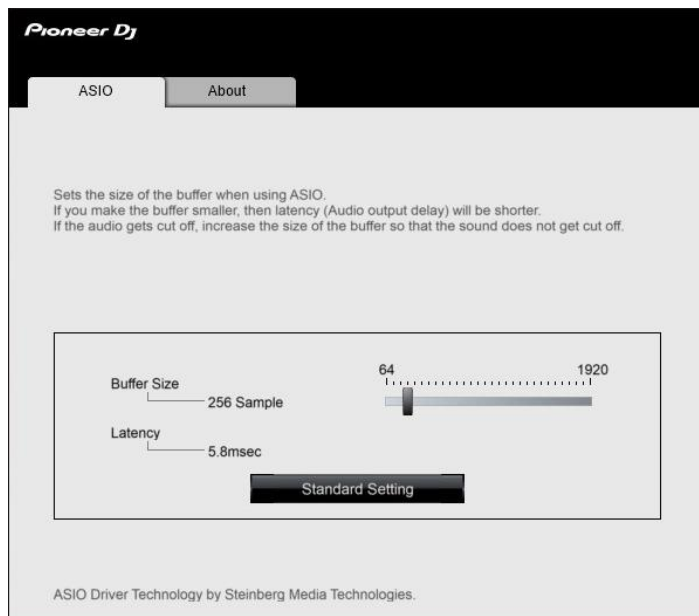 Pioneer Dj
ASIO
About
Sets the size of the buffer when using ASIO.
If you make the buffer smaller, then latency (Audio output delay) will be shorter.
If the audio gets cut off, increase the size of the buffer so that the sound does not get cut off.
64 1920
Buffer Size
256 Sample
Latency
5.8msec
Standard Setting
ASIO Driver Technology by Steinberg Media Technologies.